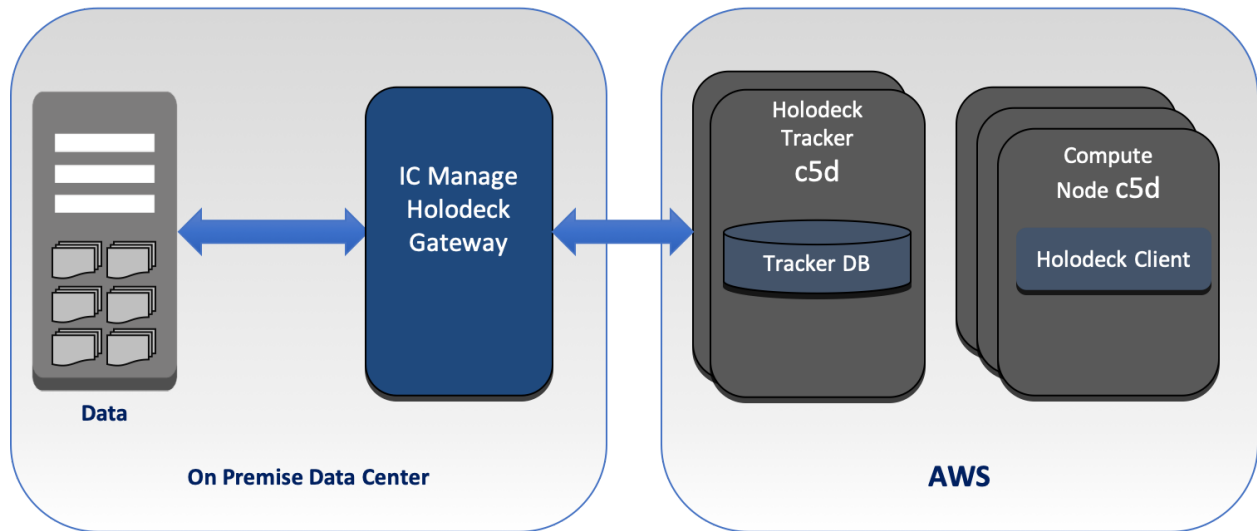 Data
On Premise Data Center
IC Manage
Holodeck
Gateway
Holodeck
Tracker
c5d
Tracker DB
Compute
Node c5d
Holodeck Client
AWS